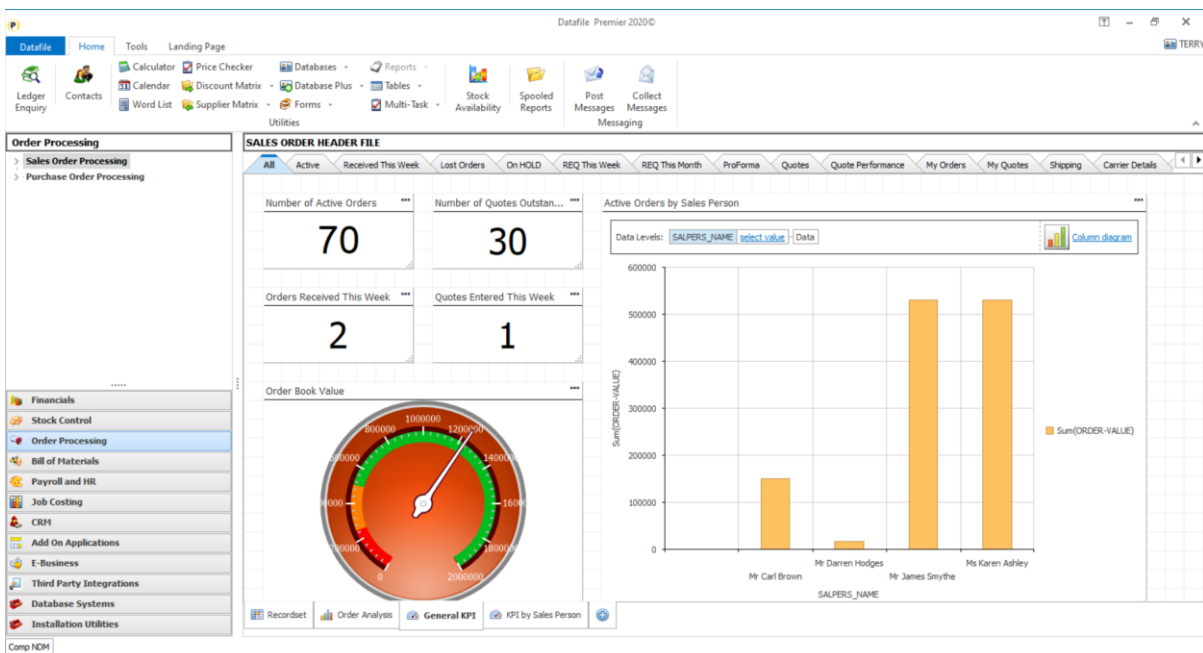 (P)
Datafile Premier 2020©
Datafile Home Tools Landing Page
TERRY
Ledger Enquiry
Contacts
Calculator Price Checker
Calendar Discount Matrix
Word List Supplier Matrix
Databases Reports
Database Plus Tables
Forms Multi-Task
Stock Availability
Spooled Reports
Post Messages
Collect Messages
Utilities
Messaging
Order Processing
Sales Order Processing
Purchase Order Processing
Financials
Stock Control
Order Processing
Bill of Materials
Payroll and HR
Job Costing
CRM
Add On Applications
E-Business
Third Party Integrations
Database Systems
Installation Utilities
Comp NDM
SALES ORDER HEADER FILE
All Active Received This Week Lost Orders On HOLD REQ This Week REQ This Month ProForma Quotes Quote Performance My Orders My Quotes Shipping Carrier Details
Number of Active Orders
70
Number of Quotes Outstan...
30
Orders Received This Week
2
Quotes Entered This Week
1
Order Book Value
0
800000
1000000
1200000
1800000
2000000
Active Orders by Sales Person
Data Levels: SALPERS_NAME select value Data
Column diagram
600000
500000
400000
300000
200000
100000
0
Sum(ORDER-VALUE)
Mr Carl Brown
Mr Darren Hodges
Mr James Smythe
Ms Karen Ashley
SALPERS_NAME
Sum(ORDER-VALUE)
Recordset Order Analysis General KPI KPI by Sales Person